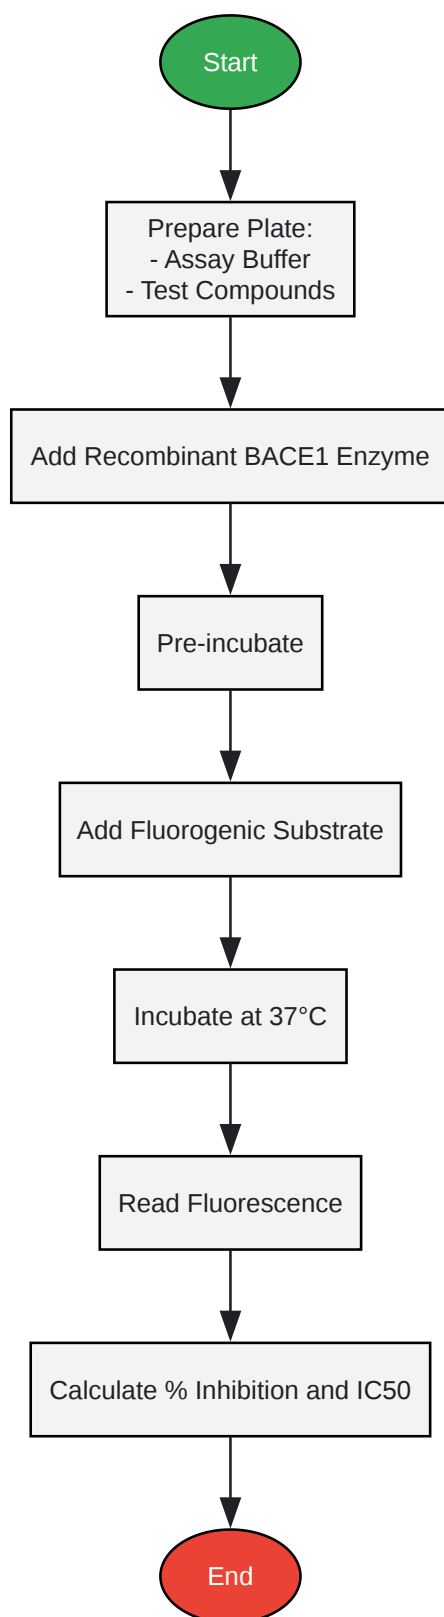 Start
Prepare Plate:
- Assay Buffer
- Test Compounds
Add Recombinant BACE1 Enzyme
Pre-incubate
Add Fluorogenic Substrate
Incubate at 37°C
Read Fluorescence
Calculate % Inhibition and IC50
End